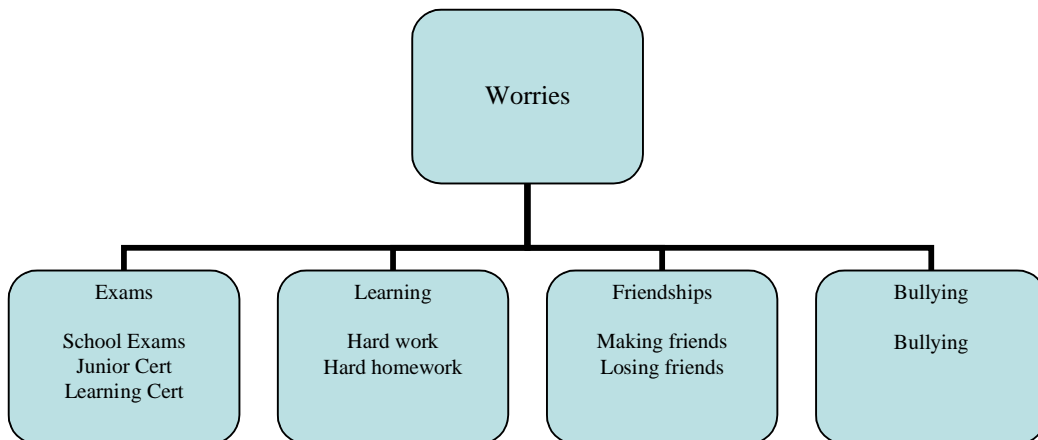 Worries
Exams
School Exams
Junior Cert
Learning Cert
Learning
Hard work
Hard homework
Friendships
Making friends
Losing friends
Bullying
Bullying